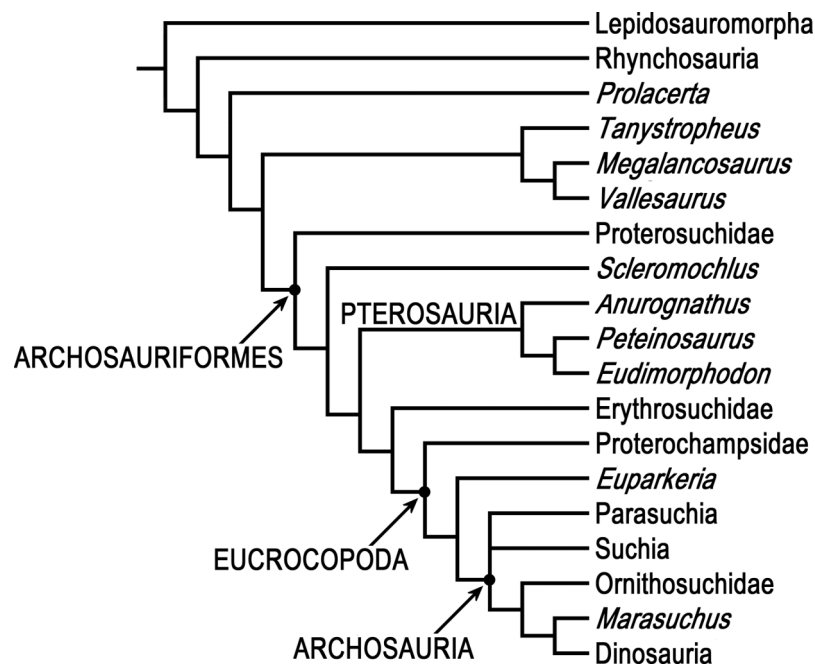 Lepidosauromorpha
Rhynchosauria
Prolacerta
Tanystropheus
Megalancosaurus
Vallesaurus
Proterosuchidae
Scleromochlus
Anurognathus
PTEROSAURIA
Peteinosaurus
ARCHOSAURIFORMES
Eudimorphodon
Erythrosuchidae
Proterochampsidae
Euparkeria
Parasuchia
Suchia
EUCROCOPODA
Ornithosuchidae
Marasuchus
ARCHOSAURIA
Dinosauria